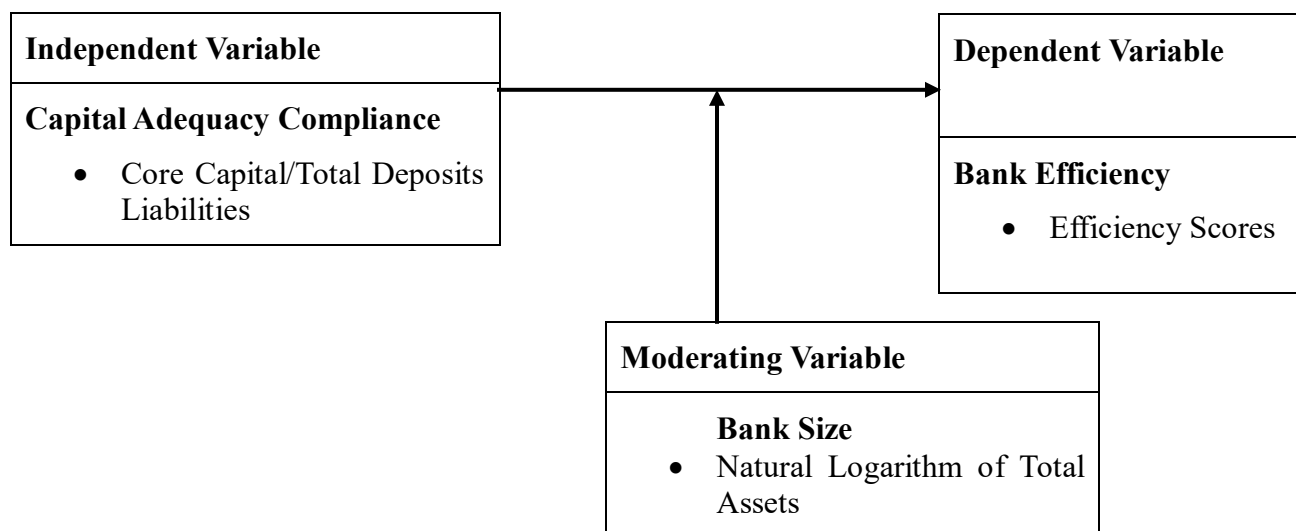 Independent Variable
Capital Adequacy Compliance
• Core Capital/Total Deposits
Liabilities
Dependent Variable
Bank Efficiency
• Efficiency Scores
Moderating Variable
Bank Size
• Natural Logarithm of Total
Assets